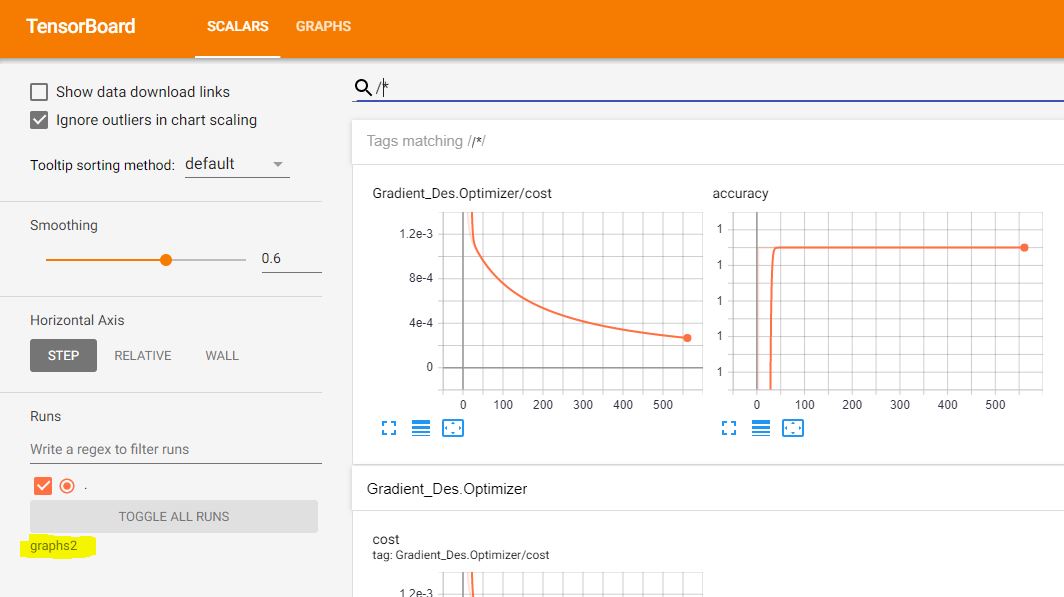 TensorBoard SCALARS GRAPHS
Show data download links
Ignore outliers in chart scaling
Tooltip sorting method: default
Smoothing
0.6
Horizontal Axis
STEP RELATIVE WALL
Runs
Write a regex to filter runs
.
TOGGLE ALL RUNS
graphs2
/*
Tags matching //*/
Gradient_Des.Optimizer/cost
1.2e-3
8e-4
4e-4
0
0 100 200 300 400 500
accuracy
1
1
1
1
1
0 100 200 300 400 500
Gradient_Des.Optimizer
cost
tag: Gradient_Des.Optimizer/cost
1.2e-3